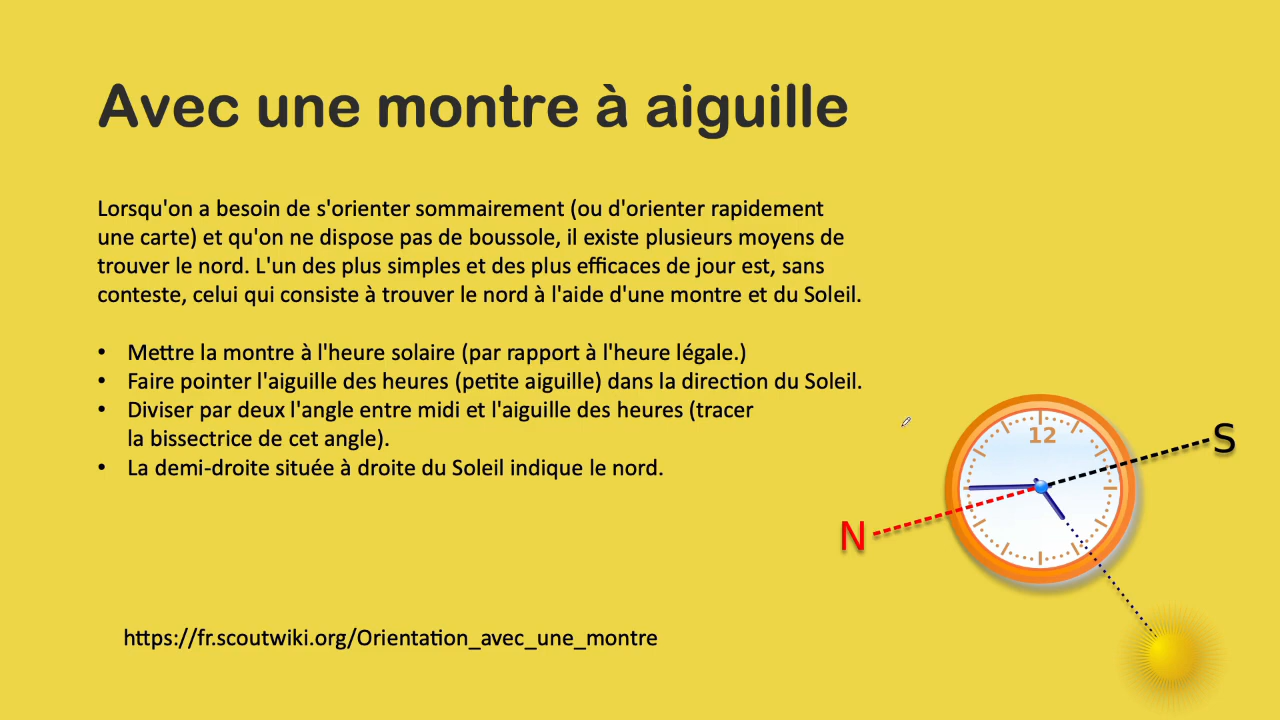 Avec une montre à aiguille
Lorsqu'on a besoin de s'orienter sommairement (ou d'orienter rapidement
une carte) et qu'on ne dispose pas de boussole, il existe plusieurs moyens de
trouver le nord. L'un des plus simples et des plus efficaces de jour est, sans
conteste, celui qui consiste à trouver le nord à l'aide d'une montre et du Soleil.
• Mettre la montre à l'heure solaire (par rapport à l'heure légale.)
• Faire pointer l'aiguille des heures (petite aiguille) dans la direction du Soleil.
• Diviser par deux l'angle entre midi et l'aiguille des heures (tracer
la bissectrice de cet angle).
• La demi-droite située à droite du Soleil indique le nord.
12
S
N
https://fr.scoutwiki.org/Orientation_avec_une_montre